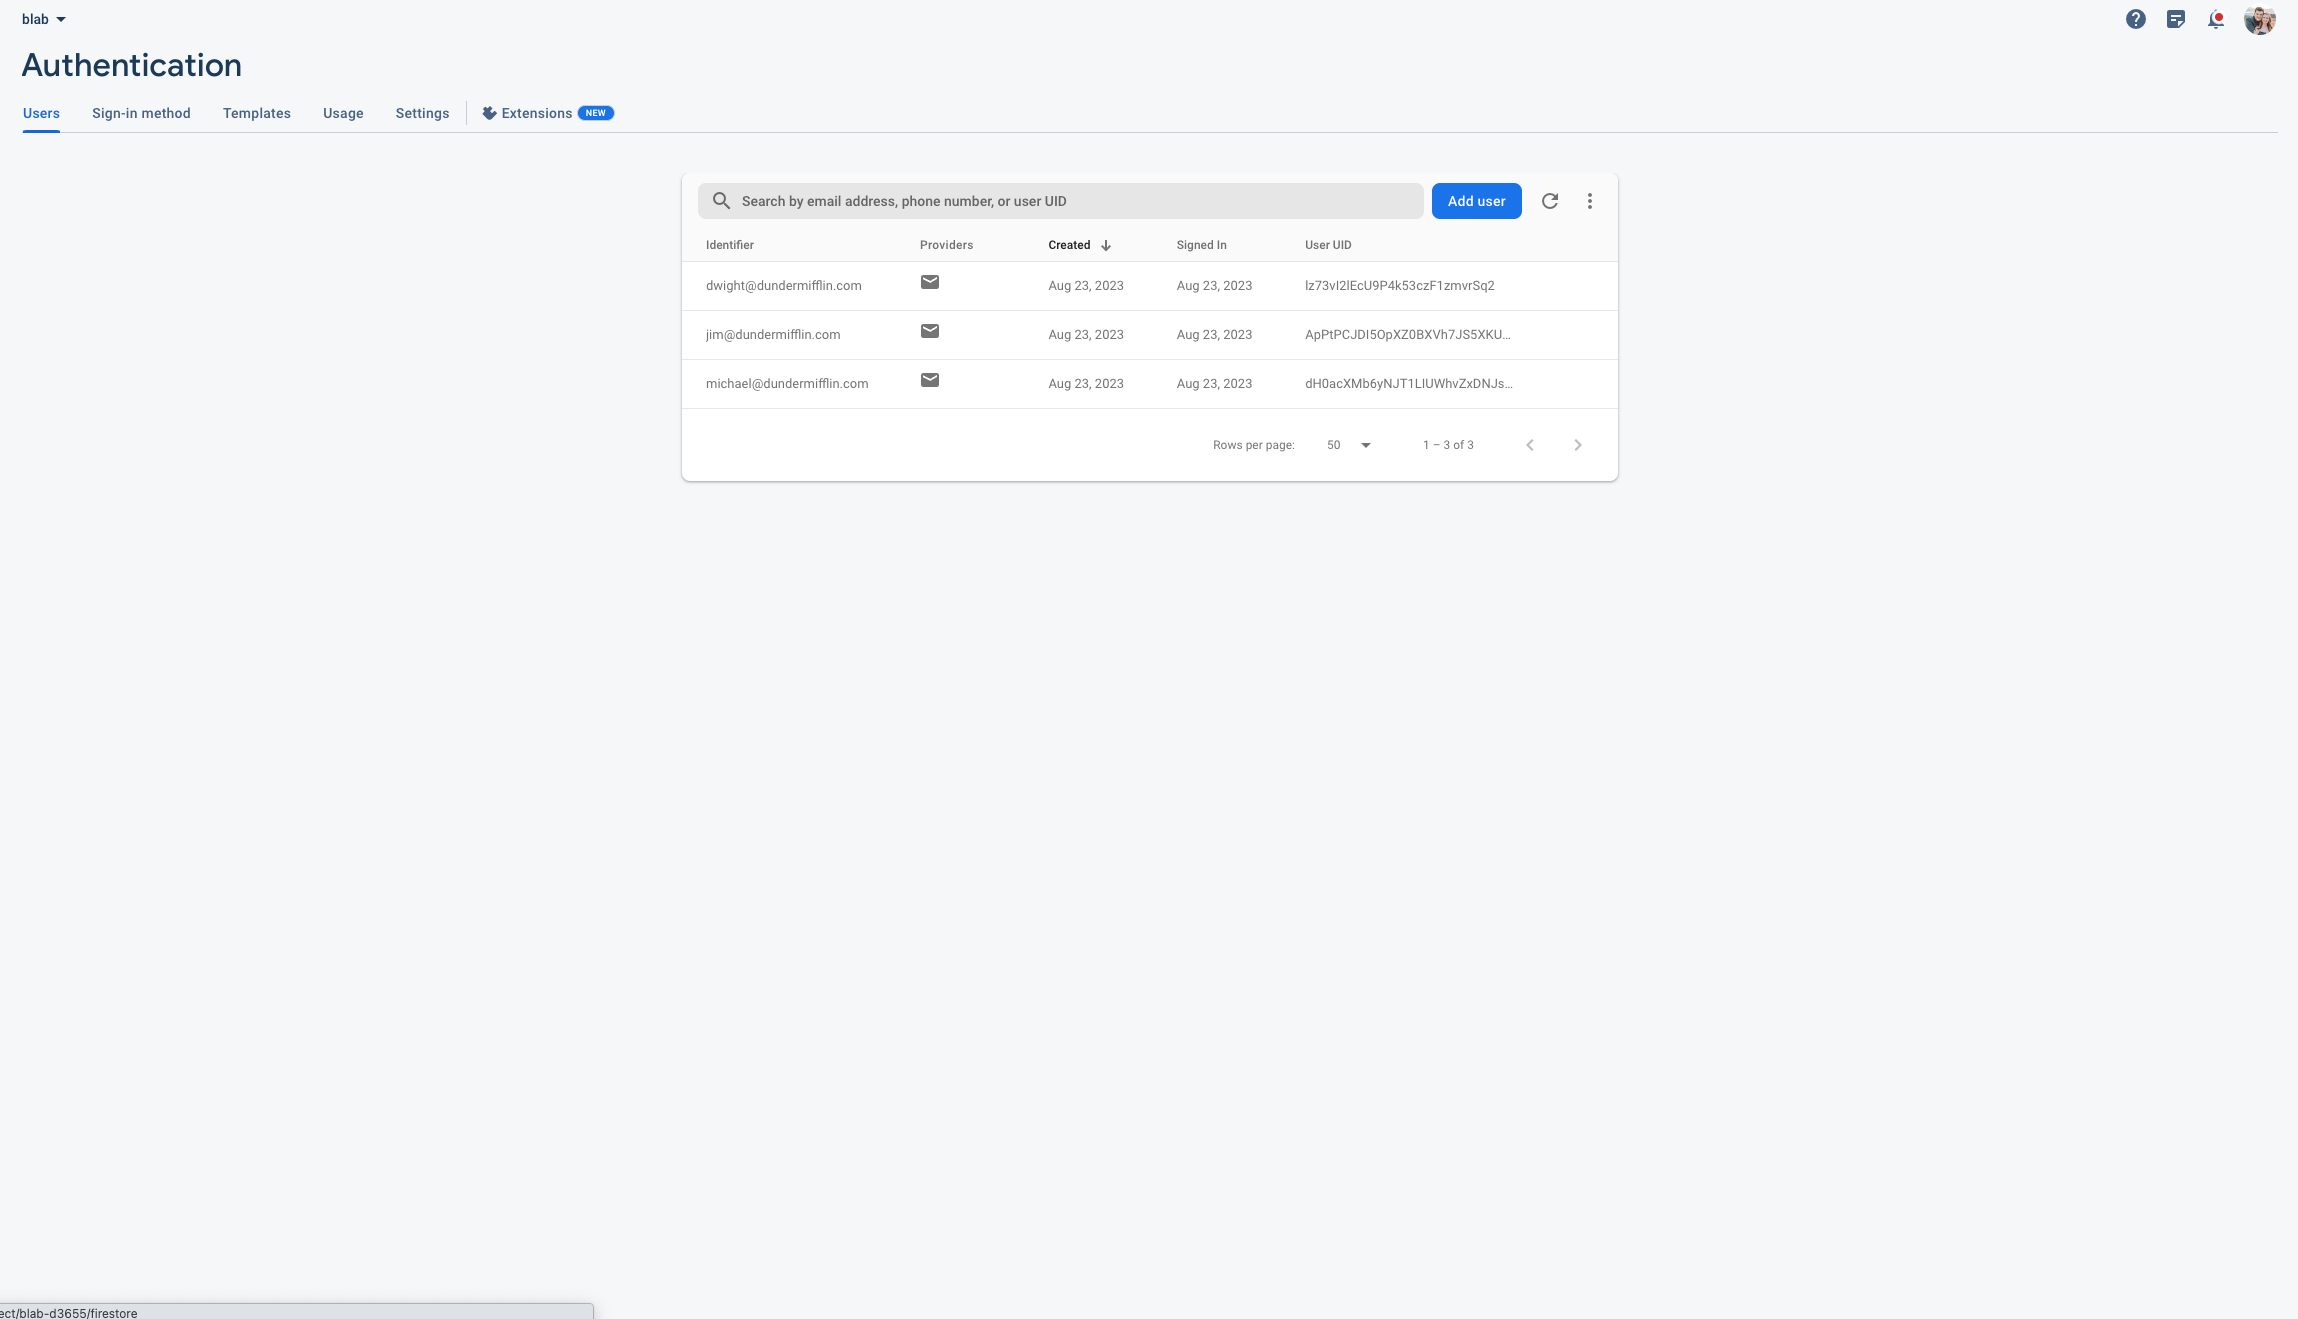 blab
Authentication
Users Sign-in method Templates Usage Settings Extensions NEW
Search by email address, phone number, or user UID Add user
Identifier Providers Created Signed In User UID
dwight@dundermifflin.com Aug 23, 2023 Aug 23, 2023 lz73vI2lEcU9P4k53czF1zmvrSq2
jim@dundermifflin.com Aug 23, 2023 Aug 23, 2023 ApPtPCJDI5OpXZ0BXVh7JS5XKU...
michael@dundermifflin.com Aug 23, 2023 Aug 23, 2023 dH0acXMb6yNJT1LlUWhvZxDNJs...
Rows per page: 50 1 – 3 of 3
ect/blab-d3655/firestore